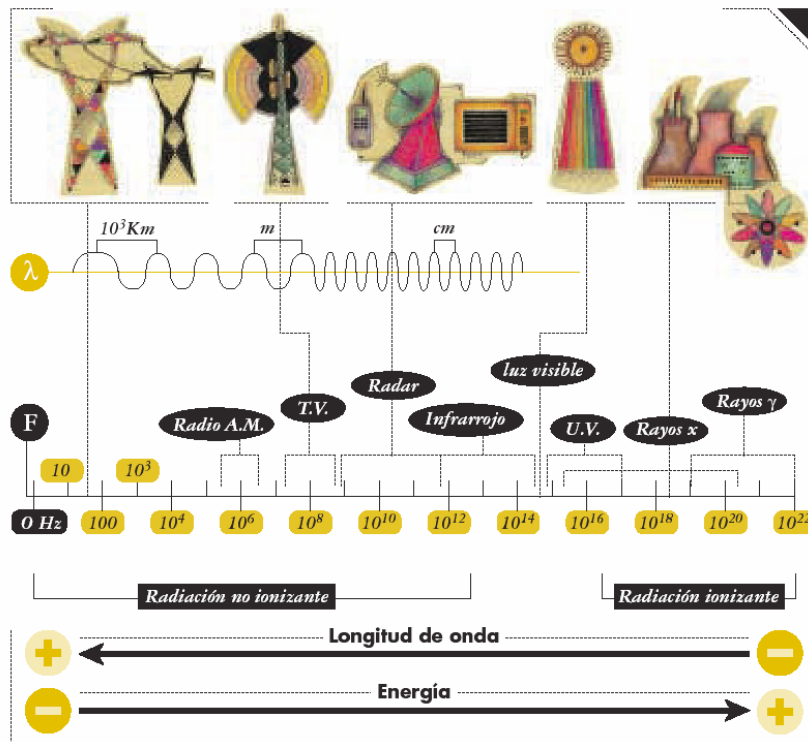 10³Km
m
cm
λ
luz visible
Radar
T.V.
Rayos γ
Infrarrojo
Radio A.M.
U.V.
Rayos x
F
10
10³
0 Hz
100
10⁴
10⁶
10⁸
10¹⁰
10¹²
10¹⁴
10¹⁶
10¹⁸
10²⁰
10²²
Radiación no ionizante
Radiación ionizante
Longitud de onda
+
−
Energía
−
+